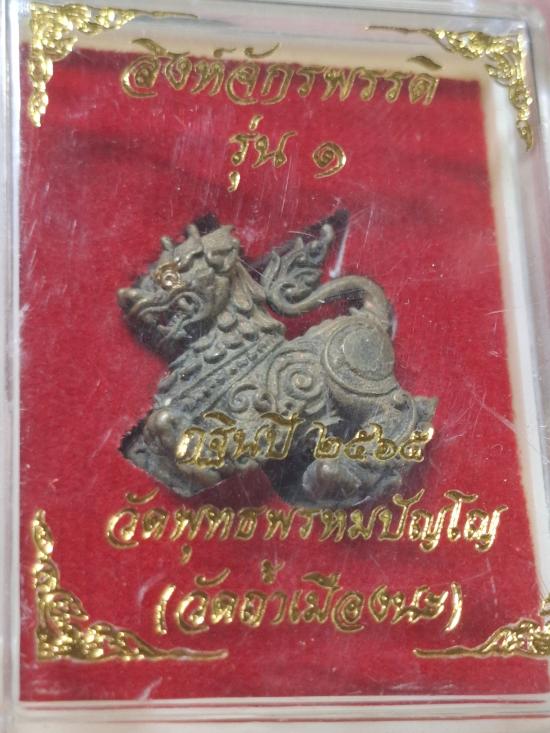 สิงห์จักรพรรดิ
รุ่น ๑
กฐินปี ๒๕๖๕
วัดพุทธพรหมปัญโญ
(วัดถ้ำเมืองนะ)